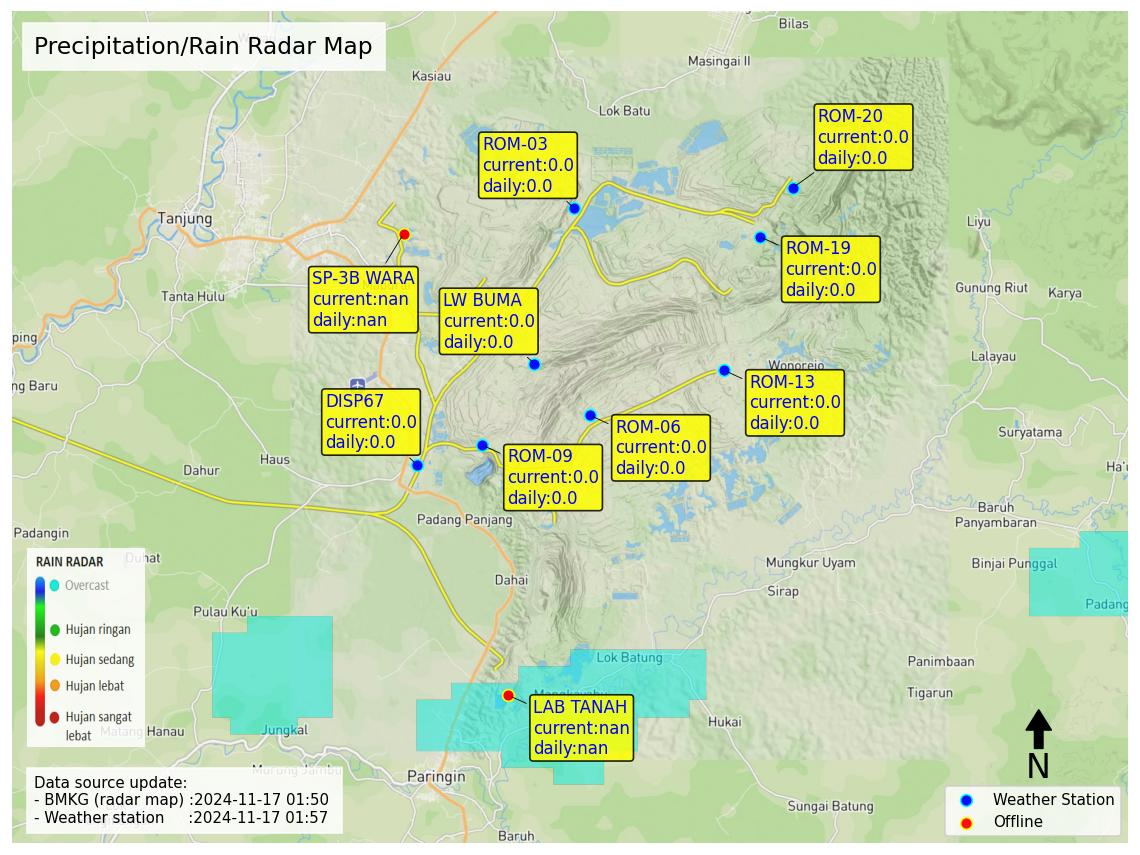 Precipitation/Rain Radar Map
Bilas
Masingai II
Kasiau
Lok Batu
ROM-20
current:0.0
daily:0.0
ROM-03
current:0.0
daily:0.0
Tanjung
Liyu
ROM-19
current:0.0
daily:0.0
SP-3B WARA
current:nan
daily:nan
LW BUMA
current:0.0
daily:0.0
Tanta Hulu
Gunung Riut
Karya
ping
Lalayau
Wonorejo
ng Baru
ROM-13
current:0.0
daily:0.0
DISP67
current:0.0
daily:0.0
ROM-06
current:0.0
daily:0.0
Suryatama
ROM-09
current:0.0
daily:0.0
Haus
Dahur
Ha'u
Baruh
Panyambaran
Padang Panjang
Padangin
Duhat
Mungkur Uyam
Binjai Punggal
Dahai
Sirap
Padang
Pulau Ku'u
RAIN RADAR
Overcast
Hujan ringan
Hujan sedang
Hujan lebat
Hujan sangat
lebat
Lok Batung
Panimbaan
Tigarun
LAB TANAH
current:nan
daily:nan
Hukai
Matang Hanau
Jungkal
Murung Jambu
Paringin
N
Sungai Batung
Baruh
Data source update:
- BMKG (radar map) :2024-11-17 01:50
- Weather station :2024-11-17 01:57
Weather Station
Offline